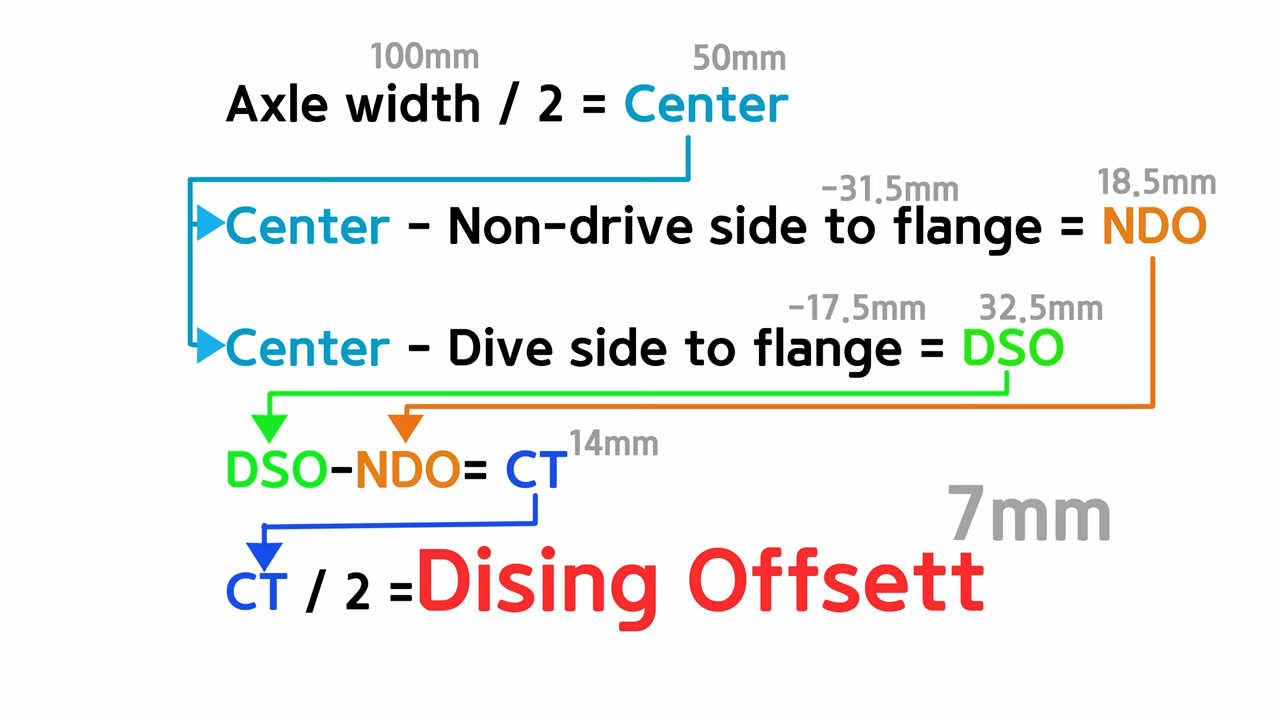 100mm 50mm
Axle width / 2 = Center
-31.5mm 18.5mm
Center - Non-drive side to flange = NDO
-17.5mm 32.5mm
Center - Dive side to flange = DSO
14mm
DSO-NDO= CT
7mm
CT / 2 =Dising Offsett